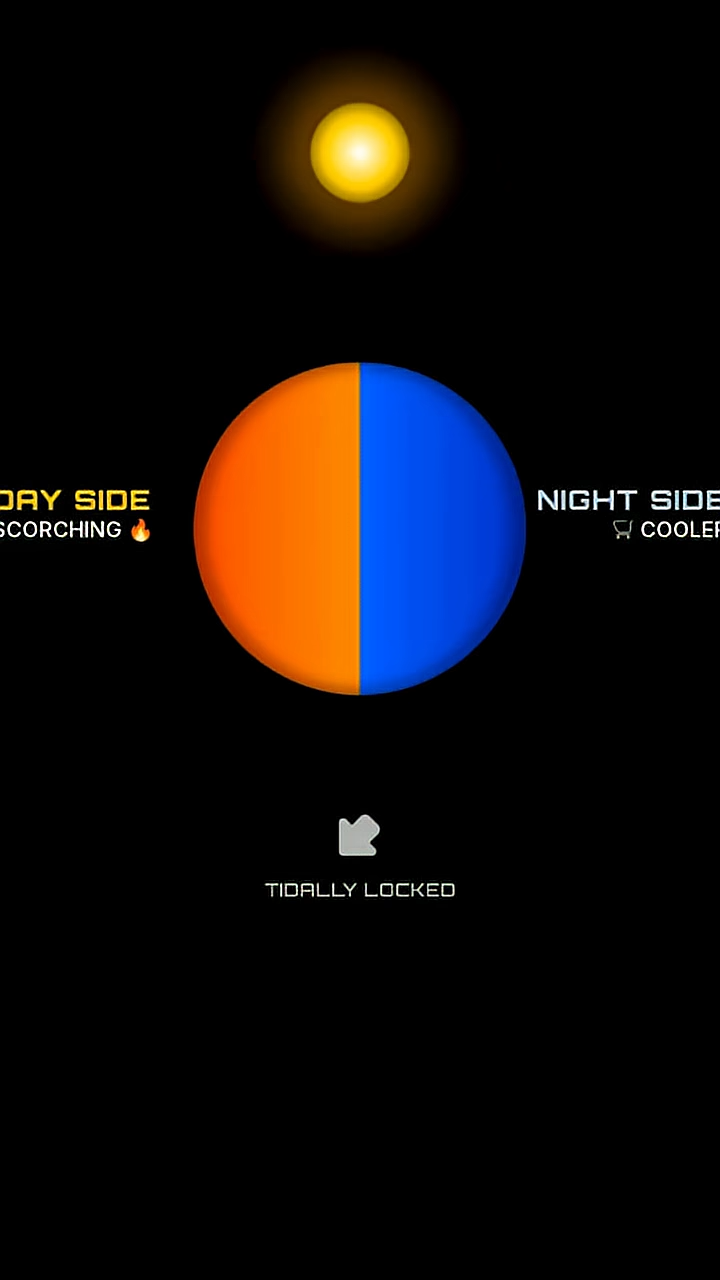 DAY SIDE
SCORCHING 🔥
NIGHT SIDE
🛒 COOLER
TIDALLY LOCKED